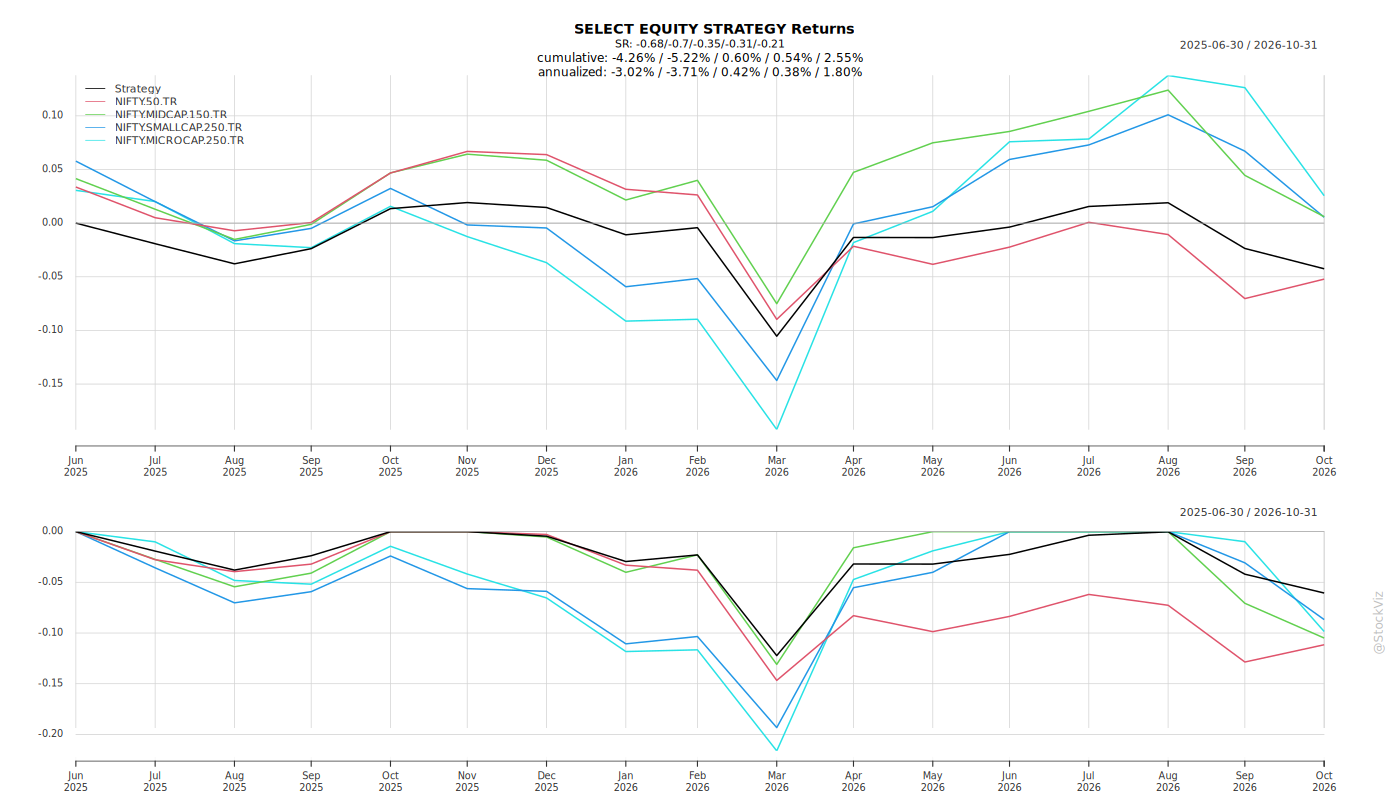 SELECT EQUITY STRATEGY Returns
SR: -0.68/-0.7/-0.35/-0.31/-0.21
cumulative: -4.26% / -5.22% / 0.60% / 0.54% / 2.55%
annualized: -3.02% / -3.71% / 0.42% / 0.38% / 1.80%
2025-06-30 / 2026-10-31
Strategy
NIFTY.50.TR
NIFTY.MIDCAP.150.TR
NIFTY.SMALLCAP.250.TR
NIFTY.MICROCAP.250.TR
0.10
0.05
0.00
-0.05
-0.10
-0.15
Jun Jul Aug Sep Oct Nov Dec Jan Feb Mar Apr May Jun Jul Aug Sep Oct
2025 2025 2025 2025 2025 2025 2025 2026 2026 2026 2026 2026 2026 2026 2026 2026 2026
2025-06-30 / 2026-10-31
0.00
-0.05
-0.10
-0.15
-0.20
Jun Jul Aug Sep Oct Nov Dec Jan Feb Mar Apr May Jun Jul Aug Sep Oct
2025 2025 2025 2025 2025 2025 2025 2026 2026 2026 2026 2026 2026 2026 2026 2026 2026
@StockViz